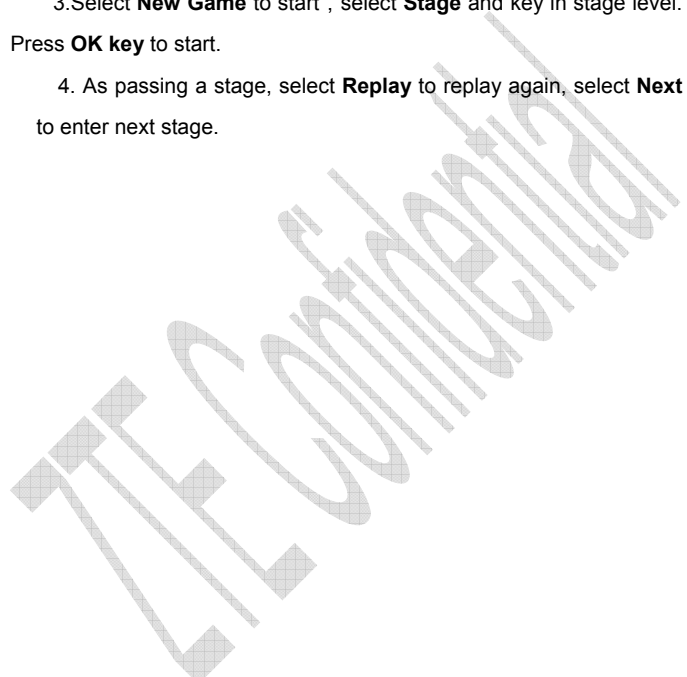 3.Select New Game to start , select Stage and key in stage level.
Press OK key to start.
4. As passing a stage, select Replay to replay again, select Next
to enter next stage.
ZTE Confidential